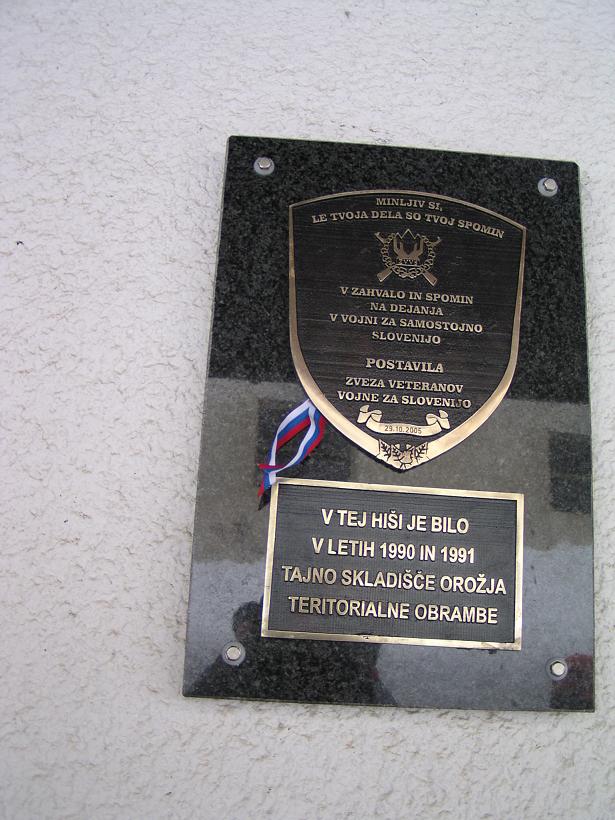 MINLJIV SI,
LE TVOJA DELA SO TVOJ SPOMIN
V ZAHVALO IN SPOMIN
NA DEJANJA
V VOJNI ZA SAMOSTOJNO
SLOVENIJO
POSTAVILA
ZVEZA VETERANOV
VOJNE ZA SLOVENIJO
29.10.2005
V TEJ HIŠI JE BILO
V LETIH 1990 IN 1991
TAJNO SKLADIŠČE OROŽJA
TERITORIALNE OBRAMBE